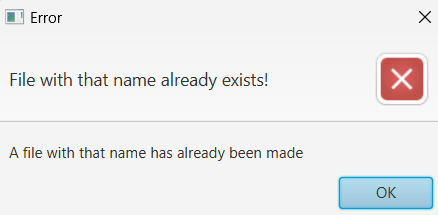 Error
File with that name already exists!
A file with that name has already been made
OK